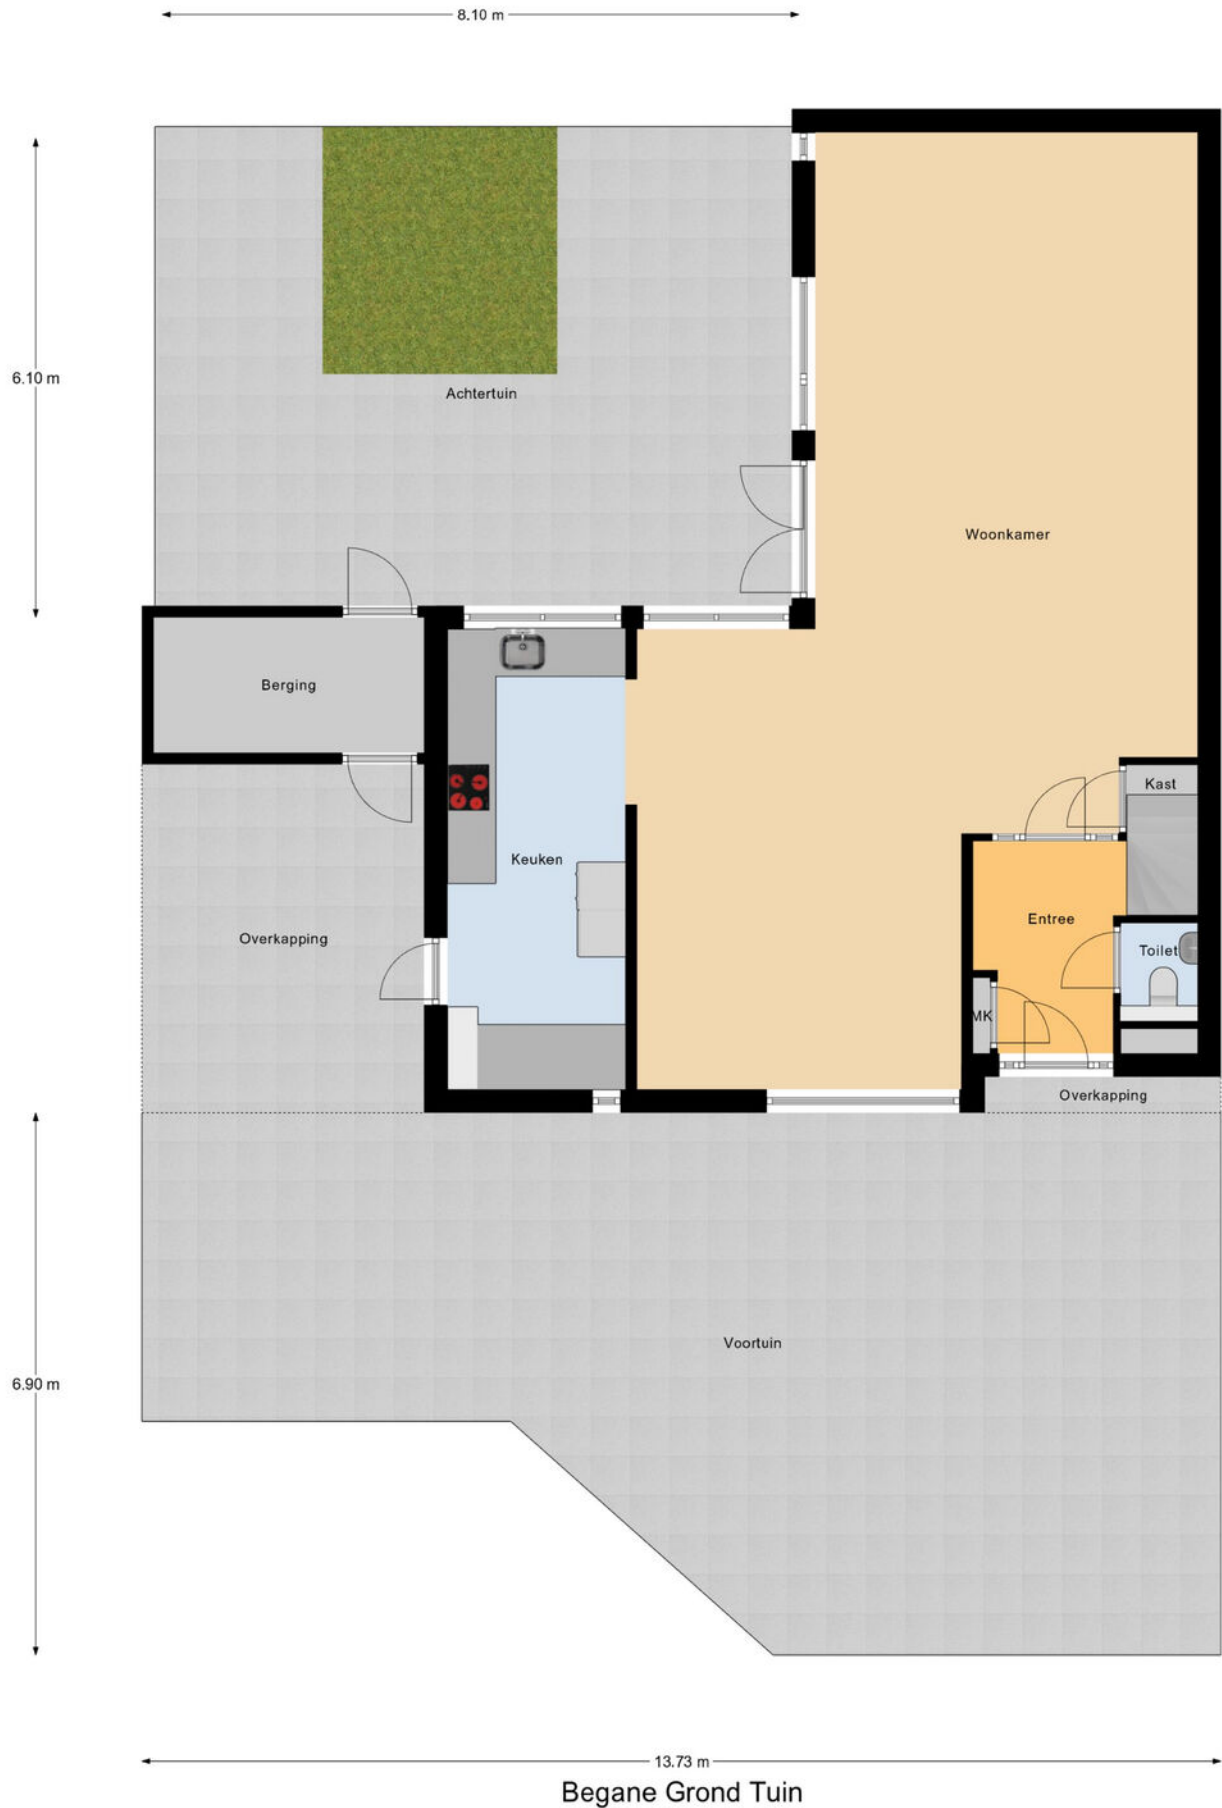 8.10 m
6.10 m
Achtertuin
Woonkamer
Berging
Kast
Keuken
Entree
Overkapping
Toilet
MK
Overkapping
Voortuin
6.90 m
13.73 m
Begane Grond Tuin